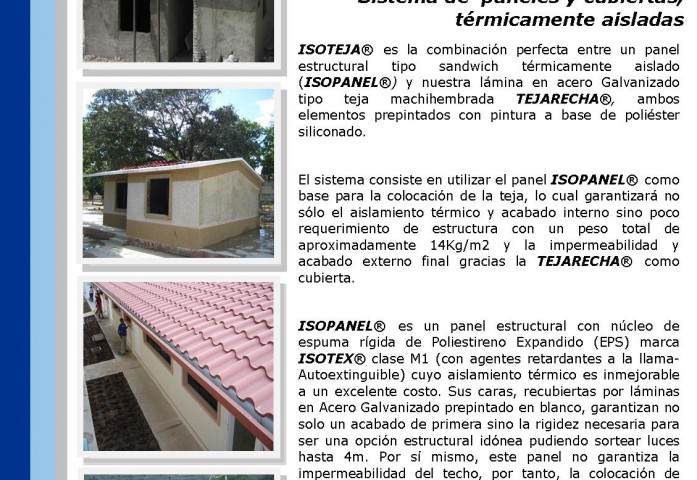 Sistema de paneles y cubiertas,
térmicamente aisladas
ISOTEJA® es la combinación perfecta entre un panel
estructural tipo sandwich térmicamente aislado
(ISOPANEL®) y nuestra lámina en acero Galvanizado
tipo teja machihembrada TEJARECHA®, ambos
elementos prepintados con pintura a base de poliéster
siliconado.
El sistema consiste en utilizar el panel ISOPANEL® como
base para la colocación de la teja, lo cual garantizará no
sólo el aislamiento térmico y acabado interno sino poco
requerimiento de estructura con un peso total de
aproximadamente 14Kg/m2 y la impermeabilidad y
acabado externo final gracias la TEJARECHA® como
cubierta.
ISOPANEL® es un panel estructural con núcleo de
espuma rígida de Poliestireno Expandido (EPS) marca
ISOTEX® clase M1 (con agentes retardantes a la llama-
Autoextinguible) cuyo aislamiento térmico es inmejorable
a un excelente costo. Sus caras, recubiertas por láminas
en Acero Galvanizado prepintado en blanco, garantizan no
solo un acabado de primera sino la rigidez necesaria para
ser una opción estructural idónea pudiendo sortear luces
hasta 4m. Por sí mismo, este panel no garantiza la
impermeabilidad del techo, por tanto, la colocación de